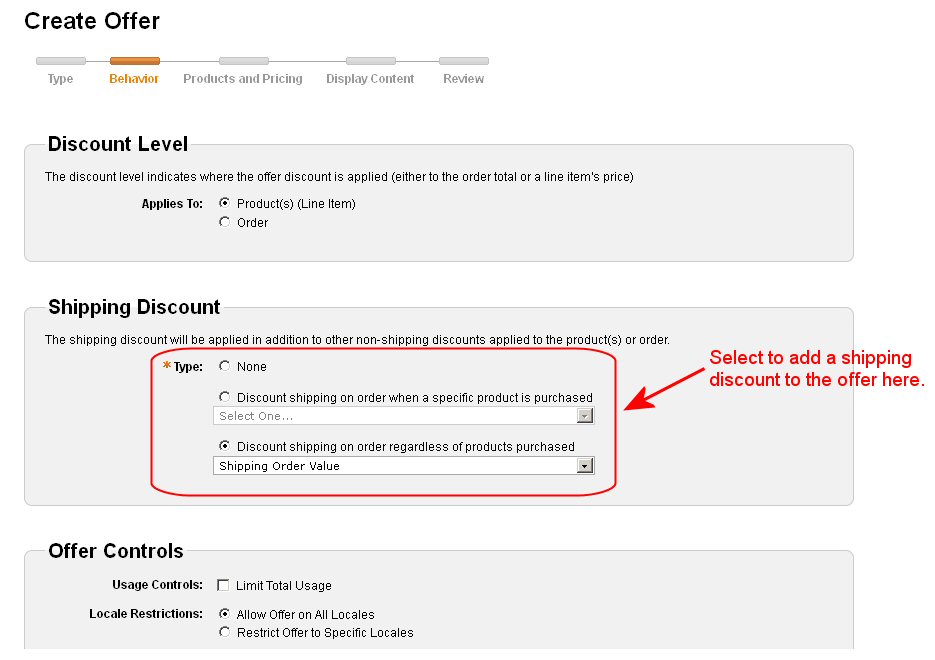 Create Offer
Type Behavior Products and Pricing Display Content Review
Discount Level
The discount level indicates where the offer discount is applied (either to the order total or a line item's price)
Applies To: Product(s) (Line Item)
Order
Shipping Discount
The shipping discount will be applied in addition to other non-shipping discounts applied to the product(s) or order.
*Type: None
Discount shipping on order when a specific product is purchased
Select One...
Discount shipping on order regardless of products purchased
Shipping Order Value
Select to add a shipping
discount to the offer here.
Offer Controls
Usage Controls: Limit Total Usage
Locale Restrictions: Allow Offer on All Locales
Restrict Offer to Specific Locales